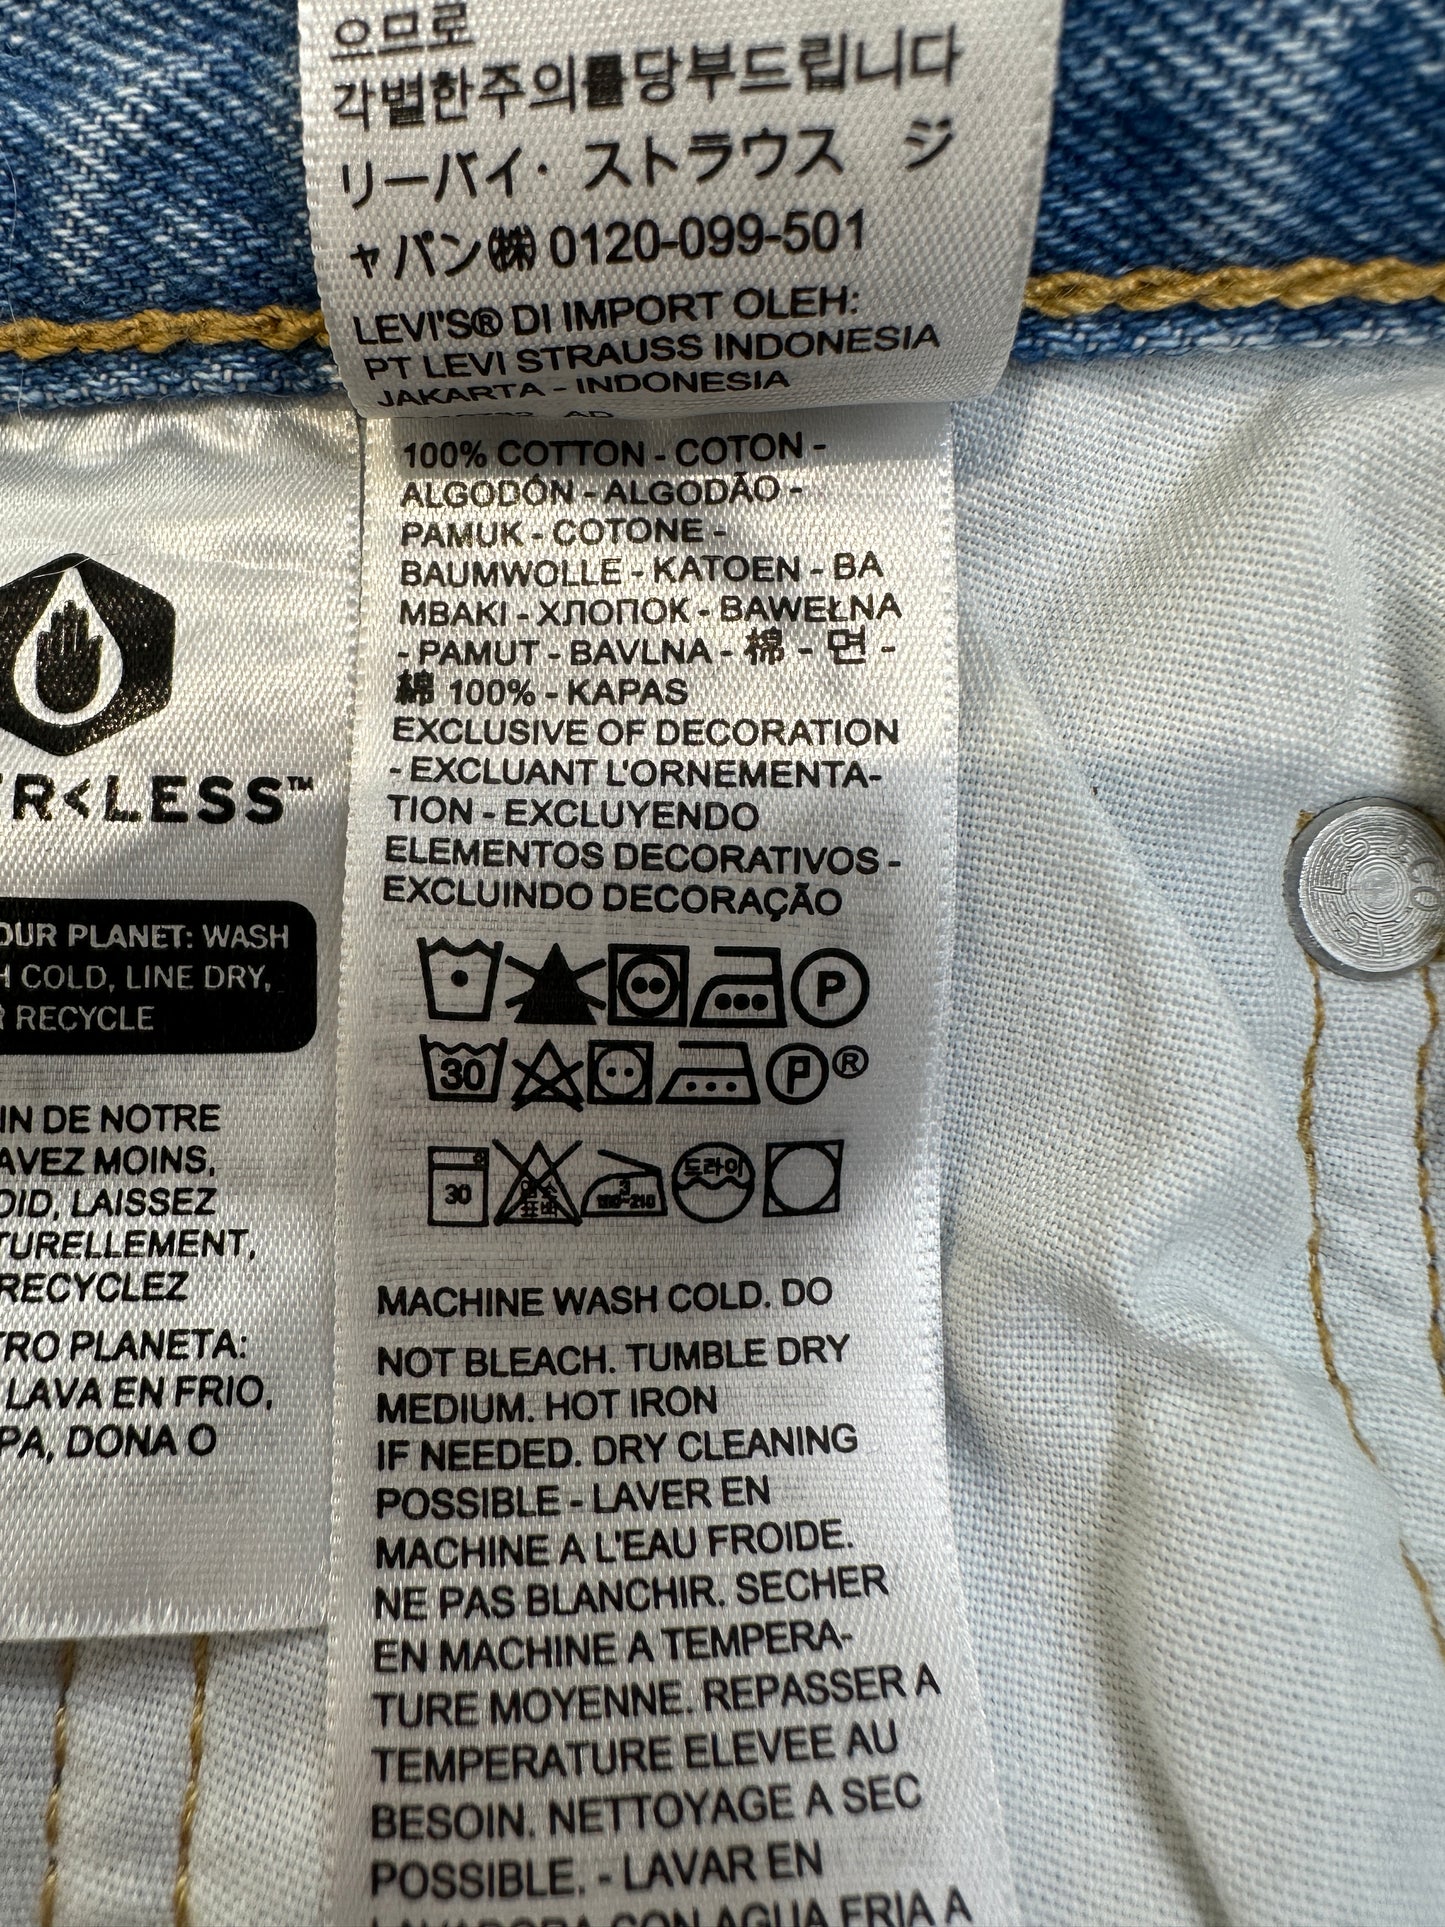 으므로
각별한주의를당부드립니다
リーバイ・ストラウス ジ
ャパン㈱ 0120-099-501
LEVI'S® DI IMPORT OLEH:
PT LEVI STRAUSS INDONESIA
JAKARTA - INDONESIA
100% COTTON - COTON -
ALGODÓN - ALGODÃO -
PAMUK - COTONE -
BAUMWOLLE - KATOEN - BA
MBAKI - ХЛОПОК - BAWEŁNA
- PAMUT - BAVLNA - 棉 - 면 -
綿 100% - KAPAS
EXCLUSIVE OF DECORATION
- EXCLUANT L'ORNEMENTA-
TION - EXCLUYENDO
ELEMENTOS DECORATIVOS -
EXCLUINDO DECORAÇÃO
P
30 P ®
30 3 드라이
MACHINE WASH COLD. DO
NOT BLEACH. TUMBLE DRY
MEDIUM. HOT IRON
IF NEEDED. DRY CLEANING
POSSIBLE - LAVER EN
MACHINE A L'EAU FROIDE.
NE PAS BLANCHIR. SECHER
EN MACHINE A TEMPERA-
TURE MOYENNE. REPASSER A
TEMPERATURE ELEVEE AU
BESOIN. NETTOYAGE A SEC
POSSIBLE. - LAVAR EN
LAVADORA CON AGUA FRIA A
R<LESS™
OUR PLANET: WASH
COLD, LINE DRY,
RECYCLE
IN DE NOTRE
AVEZ MOINS,
OID, LAISSEZ
TURELLEMENT,
RECYCLEZ
TRO PLANETA:
LAVA EN FRIO,
PA, DONA O